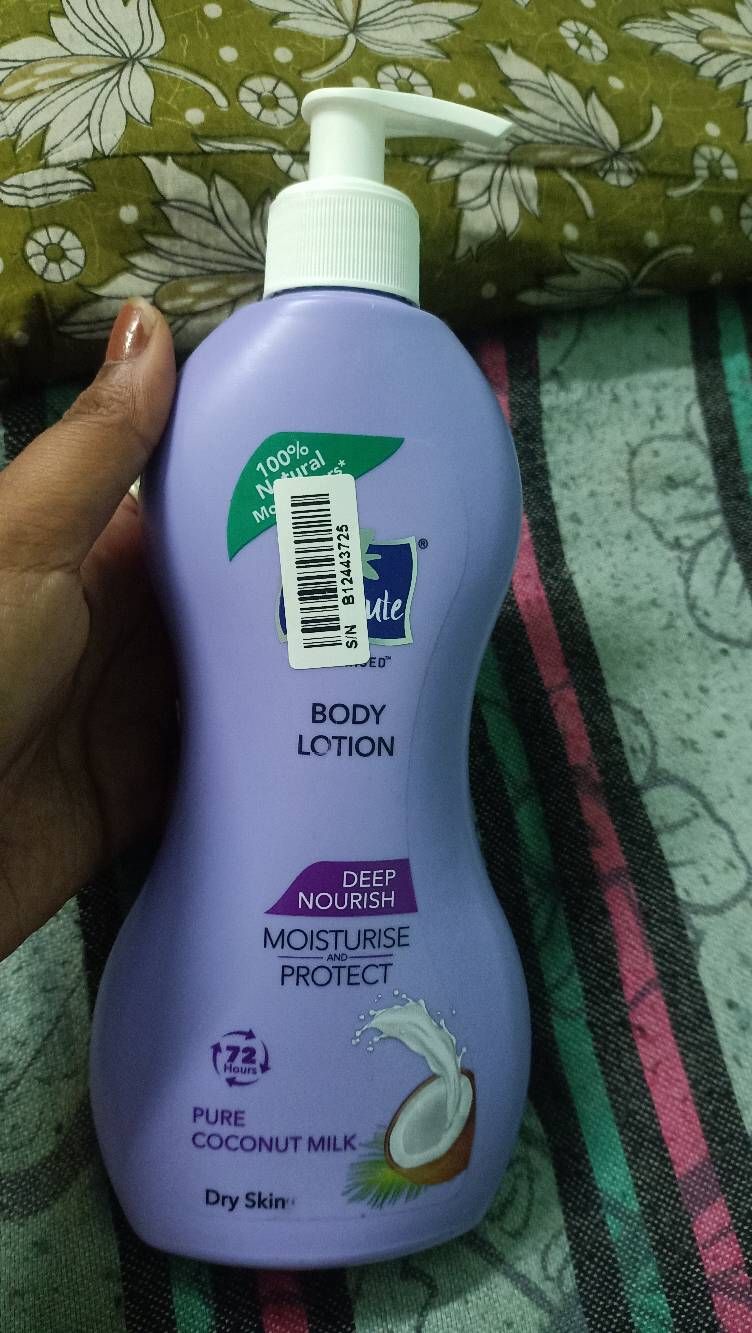 100%
Natural
S/N B12443725
®
BODY
LOTION
DEEP
NOURISH
MOISTURISE
AND
PROTECT
72
Hours
PURE
COCONUT MILK
Dry Skin